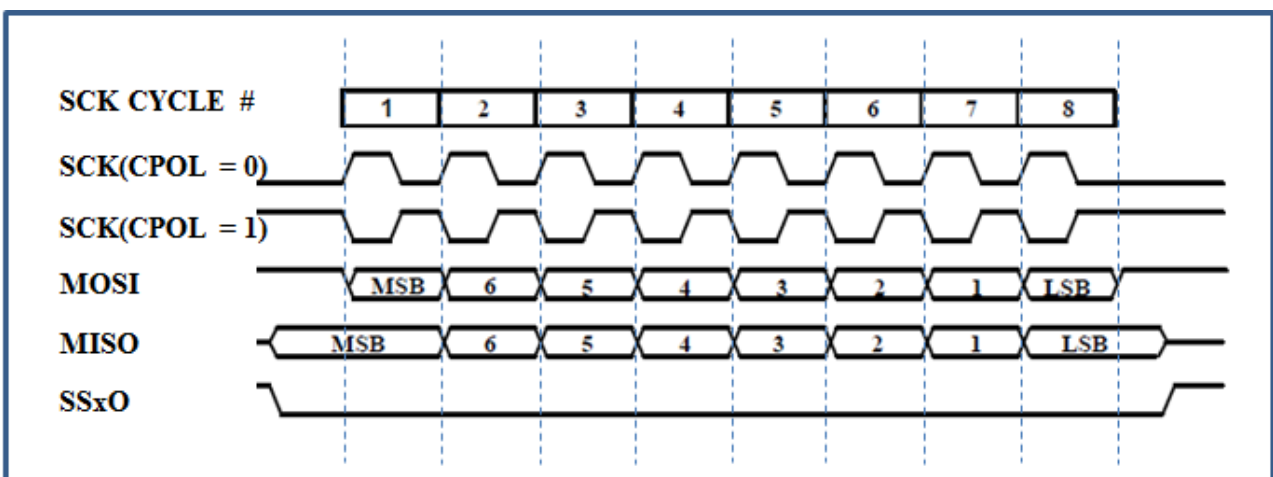 SCK CYCLE # 1 2 3 4 5 6 7 8
SCK(CPOL = 0)
SCK(CPOL = 1)
MOSI MSB 6 5 4 3 2 1 LSB
MISO MSB 6 5 4 3 2 1 LSB
SSxO